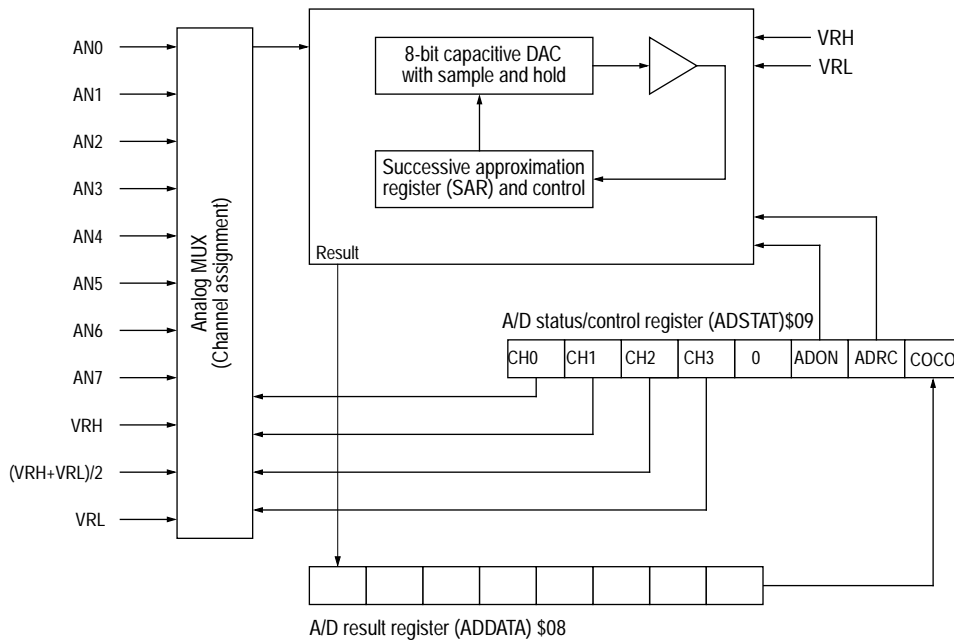 AN0
AN1
AN2
AN3
AN4
AN5
AN6
AN7
VRH
(VRH+VRL)/2
VRL
Analog MUX
(Channel assignment)
8-bit capacitive DAC
with sample and hold
Successive approximation
register (SAR) and control
Result
VRH
VRL
A/D status/control register (ADSTAT)$09
CH0 CH1 CH2 CH3 0 ADON ADRC COCO
A/D result register (ADDATA) $08